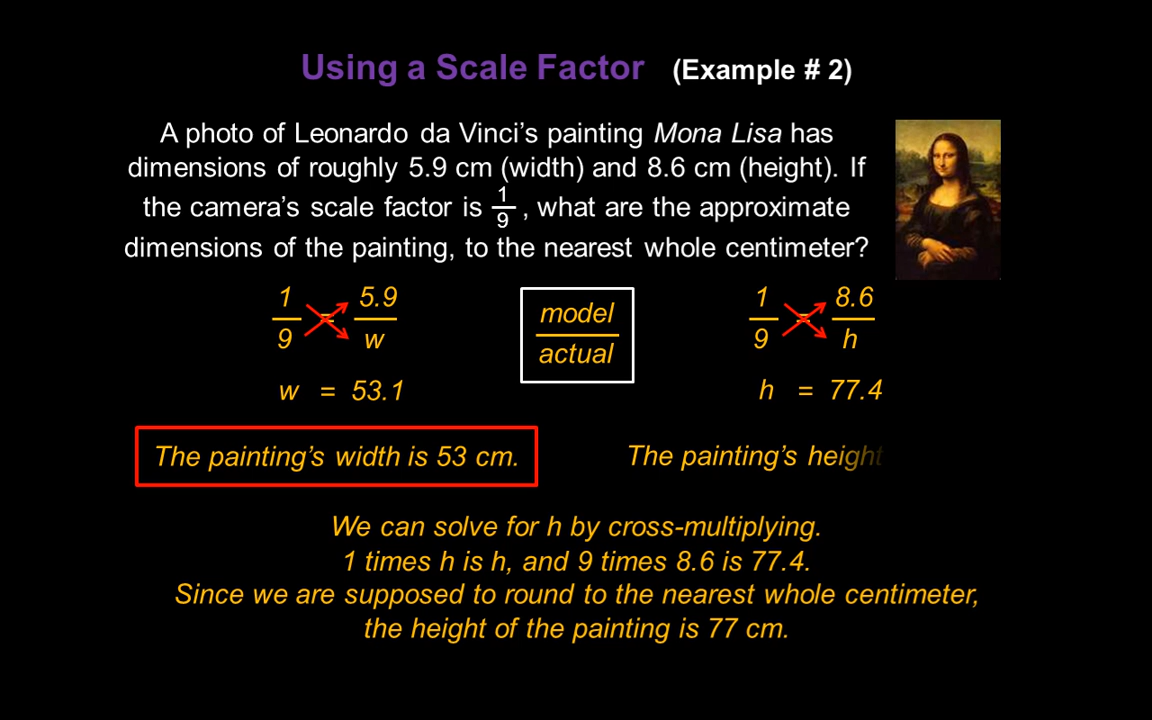 Using a Scale Factor (Example # 2)
A photo of Leonardo da Vinci’s painting Mona Lisa has
dimensions of roughly 5.9 cm (width) and 8.6 cm (height). If
the camera’s scale factor is 1/9 , what are the approximate
dimensions of the painting, to the nearest whole centimeter?
1/9 = 5.9/w
model/actual
1/9 = 8.6/h
w = 53.1
h = 77.4
The painting’s width is 53 cm.
The painting’s height
We can solve for h by cross-multiplying.
1 times h is h, and 9 times 8.6 is 77.4.
Since we are supposed to round to the nearest whole centimeter,
the height of the painting is 77 cm.